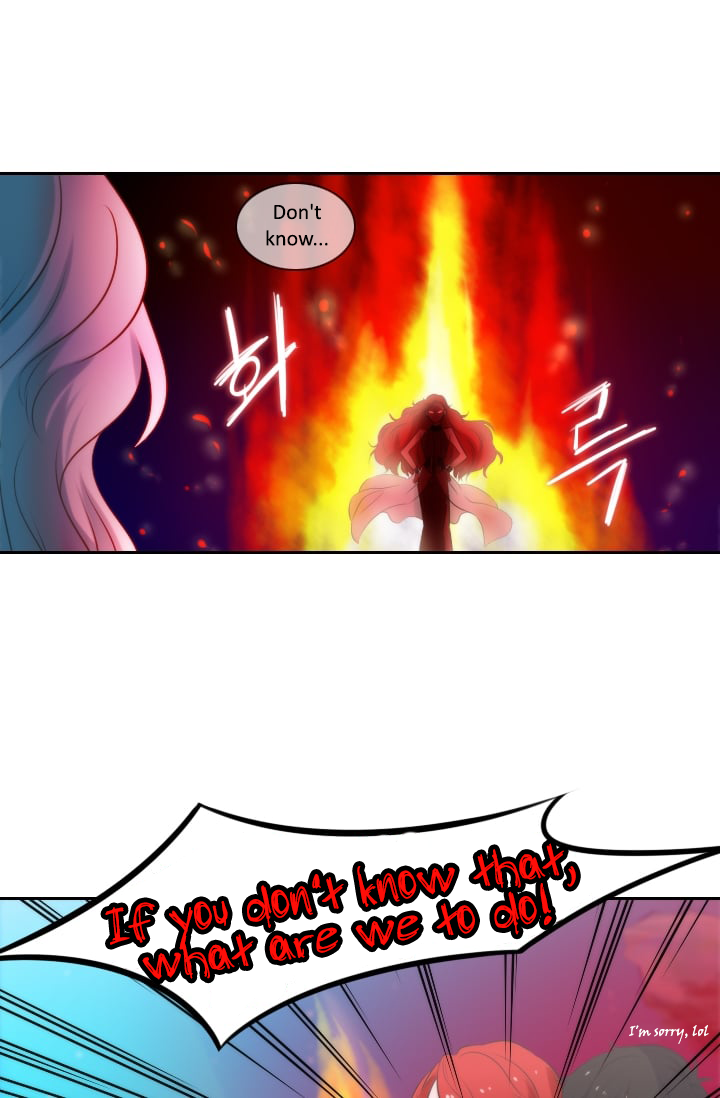 Don't
know...
화
륵
If you don't know that,
what are we to do!
I'm sorry, lol